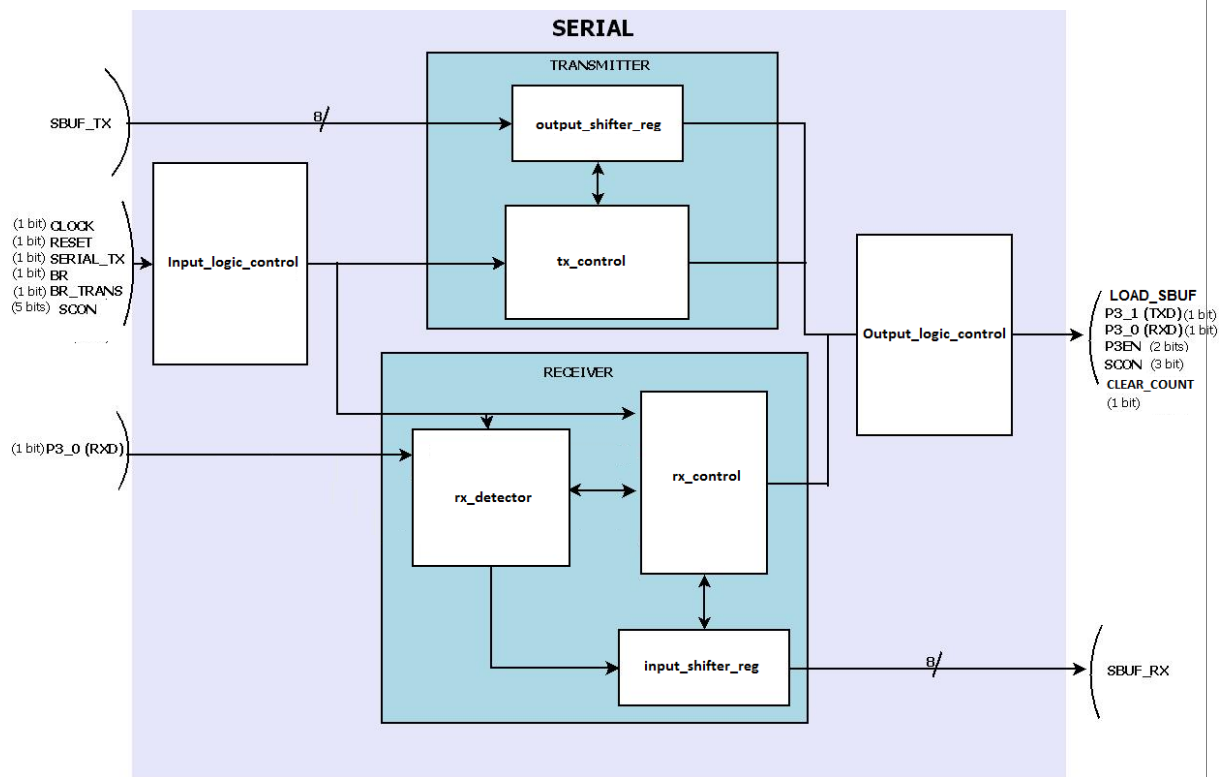 SERIAL
TRANSMITTER
SBUF_TX
8
output_shifter_reg
Input_logic_control
(1 bit) CLOCK
(1 bit) RESET
(1 bit) SERIAL_TX
(1 bit) BR
(1 bit) BR_TRANS
(5 bits) SCON
tx_control
Output_logic_control
LOAD_SBUF
P3_1 (TXD) (1 bit)
P3_0 (RXD) (1 bit)
P3EN (2 bits)
SCON (3 bit)
CLEAR_COUNT
(1 bit)
RECEIVER
(1 bit) P3_0 (RXD)
rx_detector
rx_control
input_shifter_reg
8
SBUF_RX